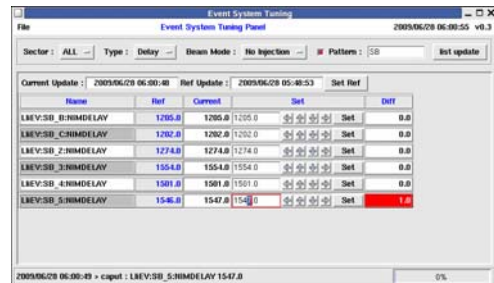 Event System Tuning
File Event System Tuning Panel 2009/06/28 06:00:55 v0.3
Sector : ALL Type : Delay Beam Mode : No Injection Pattern : SB list update
Current Update : 2009/06/28 06:00:48 Ref Update : 2009/06/28 05:48:53 Set Ref
Name Ref Current Set Diff
LIiEV:SB_B:NIMDELAY 1205.0 1205.0 1205.0 Set 0.0
LIiEV:SB_C:NIMDELAY 1202.0 1202.0 1202.0 Set 0.0
LIiEV:SB_2:NIMDELAY 1274.0 1274.0 1274.0 Set 0.0
LIiEV:SB_3:NIMDELAY 1554.0 1554.0 1554.0 Set 0.0
LIiEV:SB_4:NIMDELAY 1501.0 1501.0 1501.0 Set 0.0
LIiEV:SB_5:NIMDELAY 1546.0 1547.0 1547.0 Set 1.0
2009/06/28 06:00:49 > caput : LIiEV:SB_5:NIMDELAY 1547.0 0%